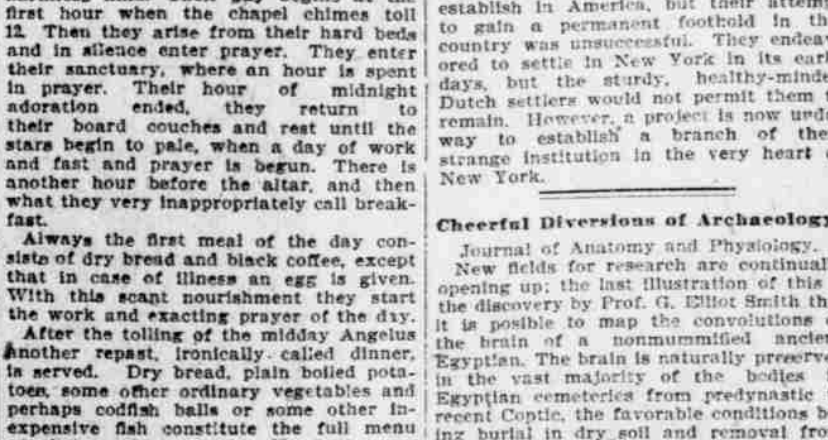 first hour when the chapel chimes toll
12. Then they arise from their hard beds
and in silence enter prayer. They enter
their sanctuary, where an hour is spent
in prayer. Their hour of midnight
adoration ended, they return to
their board couches and rest until the
stars begin to pale, when a day of work
and fast and prayer is begun. There is
another hour before the altar, and then
what they very inappropriately call break-
fast.
Always the first meal of the day con-
sists of dry bread and black coffee, except
that in case of illness an egg is given.
With this scant nourishment they start
the work and exacting prayer of the day.
After the tolling of the midday Angelus
another repast, ironically called dinner,
is served. Dry bread, plain boiled pota-
toes, some other ordinary vegetables and
perhaps codfish balls or some other in-
expensive fish constitute the full menu
establish in America, but their
to gain a permanent foothold in
country was unsuccessful. They
ored to settle in New York in its
days, but the sturdy,
Dutch settlers would not permit them
remain. However, a project is now
way to establish a branch of
strange institution in the very heart
New York.
Cheerful Diversions of Archaeology
Journal of Anatomy and Physiology.
New fields for research are
opening up; the last illustration of this
the discovery by Prof. G. Elliot Smith
it is posible to map the convolutions
the brain of a nonmummified
Egyptian. The brain is naturally
in the vast majority of the bodies
Egyptian cemeteries from predynastic
recent Coptic, the favorable conditions
ing burial in dry soil and removal